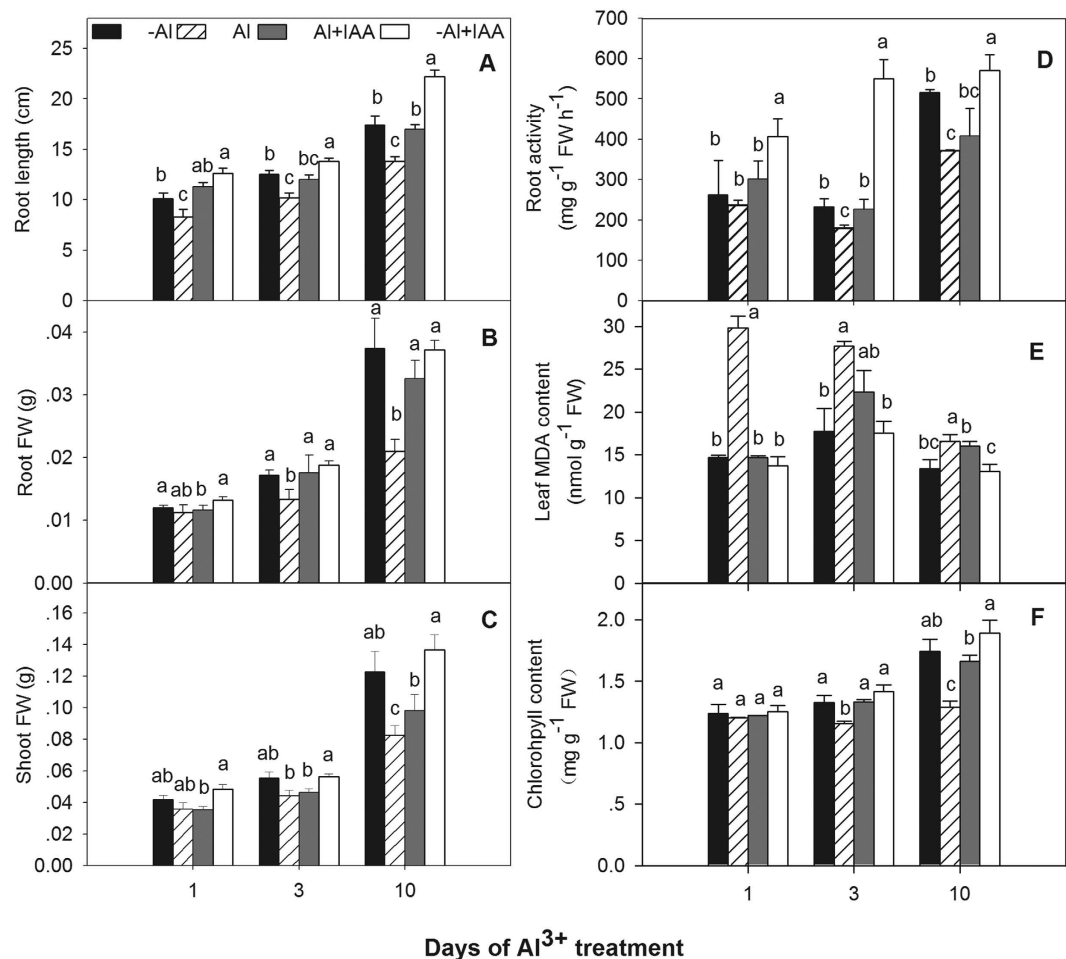 -Al Al Al+IAA -Al+IAA
A
Root length (cm)
25
20
15
10
5
0
b c ab a
b c bc a
b c b a
B
Root FW (g)
.04
.03
.02
.01
0.00
a ab b a
a b a a
a b a a
C
Shoot FW (g)
.16
.14
.12
.10
.08
.06
.04
.02
0.00
ab ab b a
ab b b a
ab c b a
1 3 10
D
Root activity
(mg g-1 FW h-1)
700
600
500
400
300
200
100
0
b b b a
b c b a
b c bc a
E
Leaf MDA content
(nmol g-1 FW)
30
25
20
15
10
5
0
b a b b
b a ab b
bc a b c
F
Chlorohpyll content
(mg g-1 FW)
2.0
1.5
1.0
.5
0.0
a a a a
a b a a
ab c b a
1 3 10
Days of Al3+ treatment